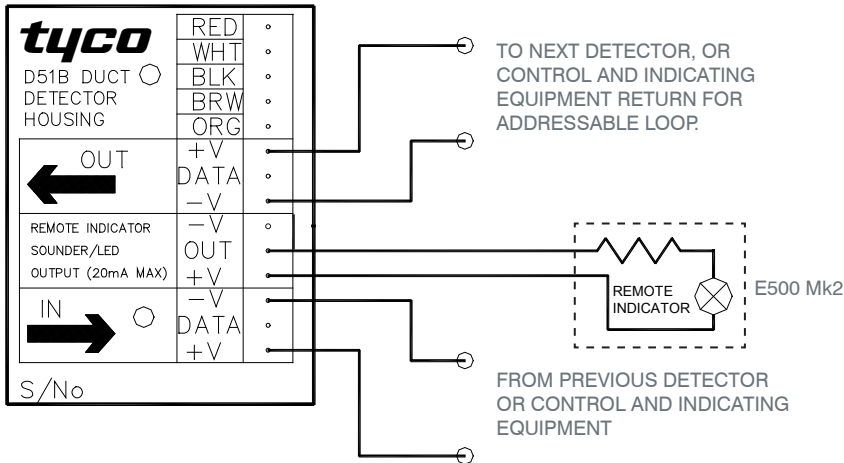 tyco
D51B DUCT
DETECTOR
HOUSING
RED
WHT
BLK
BRW
ORG
OUT
+V
DATA
-V
REMOTE INDICATOR
SOUNDER/LED
OUTPUT (20mA MAX)
-V
OUT
+V
IN
-V
DATA
+V
S/No
TO NEXT DETECTOR, OR
CONTROL AND INDICATING
EQUIPMENT RETURN FOR
ADDRESSABLE LOOP.
REMOTE
INDICATOR
E500 Mk2
FROM PREVIOUS DETECTOR
OR CONTROL AND INDICATING
EQUIPMENT